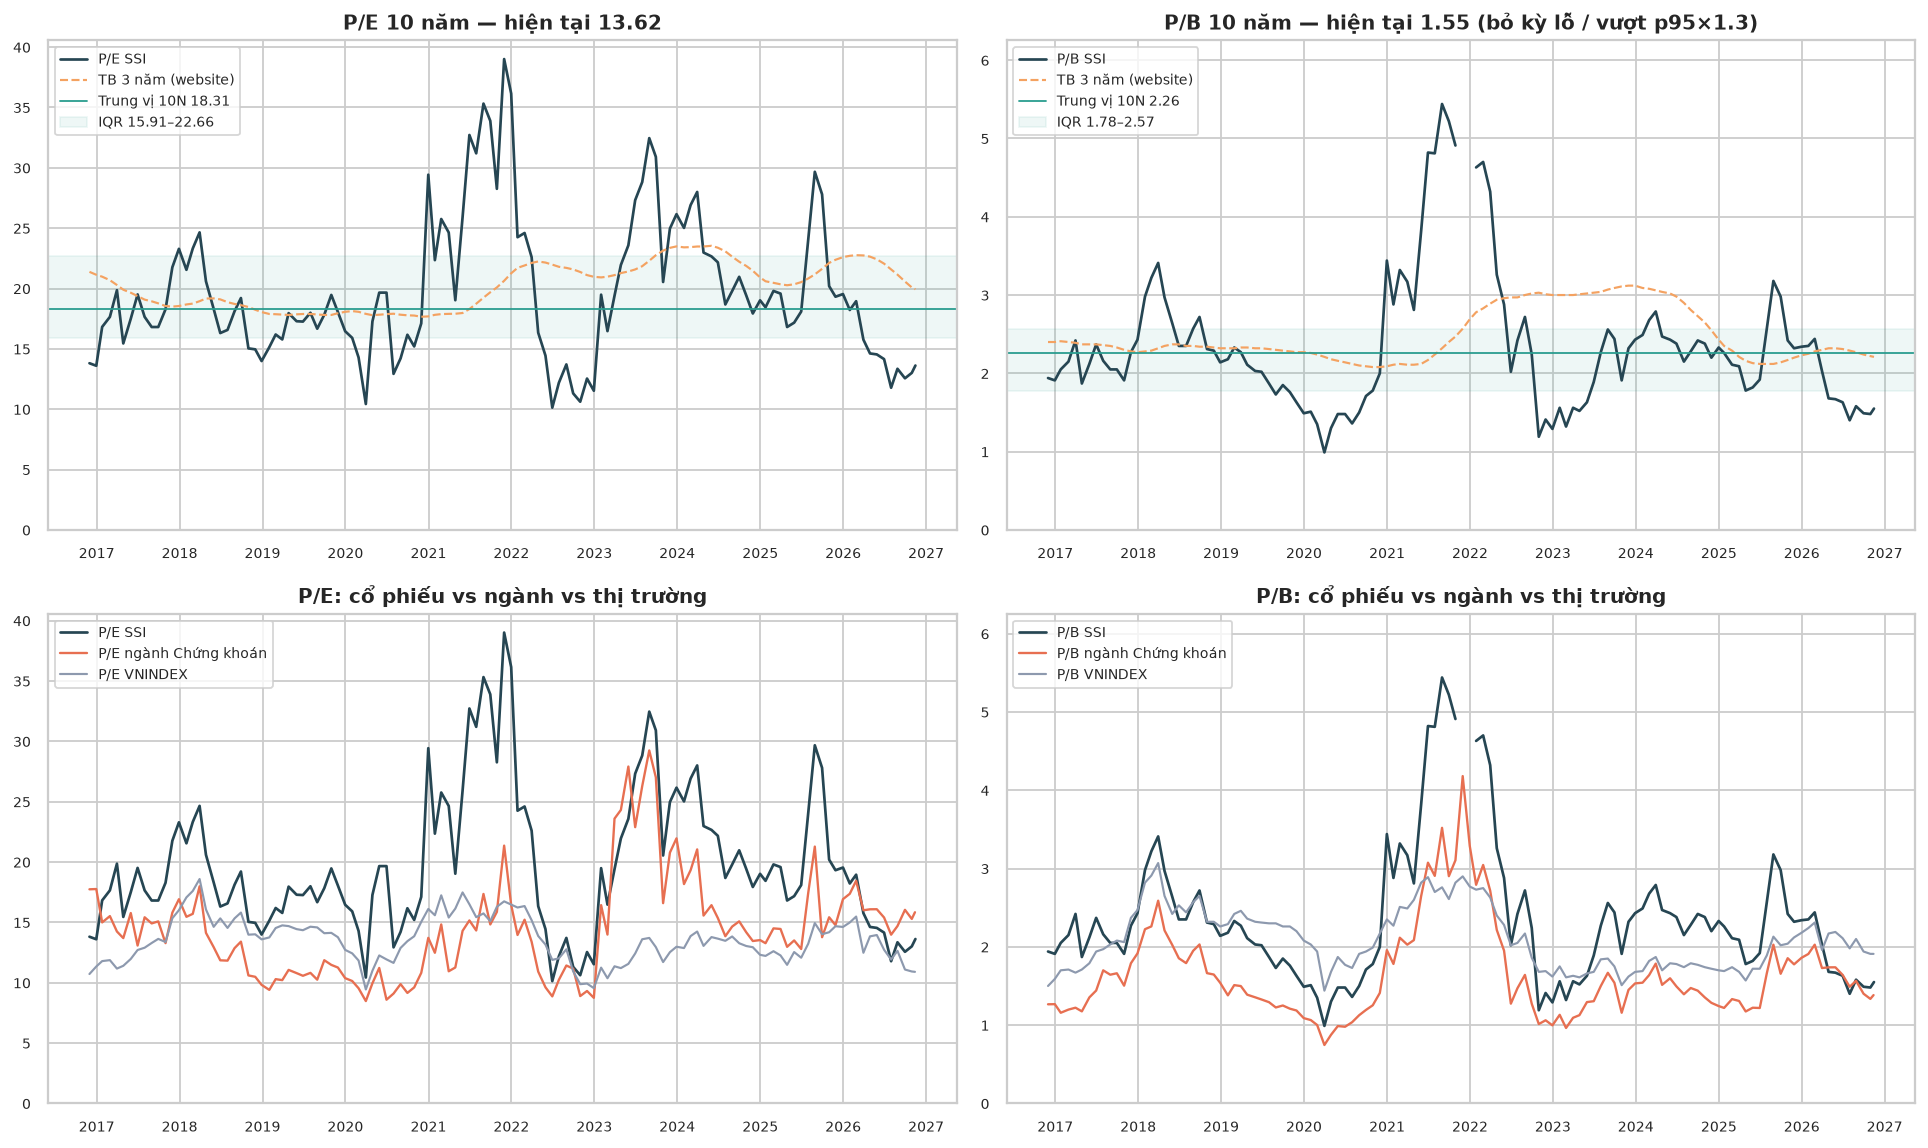 P/E 10 năm — hiện tại 13.62
P/E SSI
TB 3 năm (website)
Trung vị 10N 18.31
IQR 15.91–22.66
40
35
30
25
20
15
10
5
0
2017 2018 2019 2020 2021 2022 2023 2024 2025 2026 2027
P/B 10 năm — hiện tại 1.55 (bỏ kỳ lỗ / vượt p95×1.3)
P/B SSI
TB 3 năm (website)
Trung vị 10N 2.26
IQR 1.78–2.57
6
5
4
3
2
1
0
2017 2018 2019 2020 2021 2022 2023 2024 2025 2026 2027
P/E: cổ phiếu vs ngành vs thị trường
P/E SSI
P/E ngành Chứng khoán
P/E VNINDEX
40
35
30
25
20
15
10
5
0
2017 2018 2019 2020 2021 2022 2023 2024 2025 2026 2027
P/B: cổ phiếu vs ngành vs thị trường
P/B SSI
P/B ngành Chứng khoán
P/B VNINDEX
6
5
4
3
2
1
0
2017 2018 2019 2020 2021 2022 2023 2024 2025 2026 2027